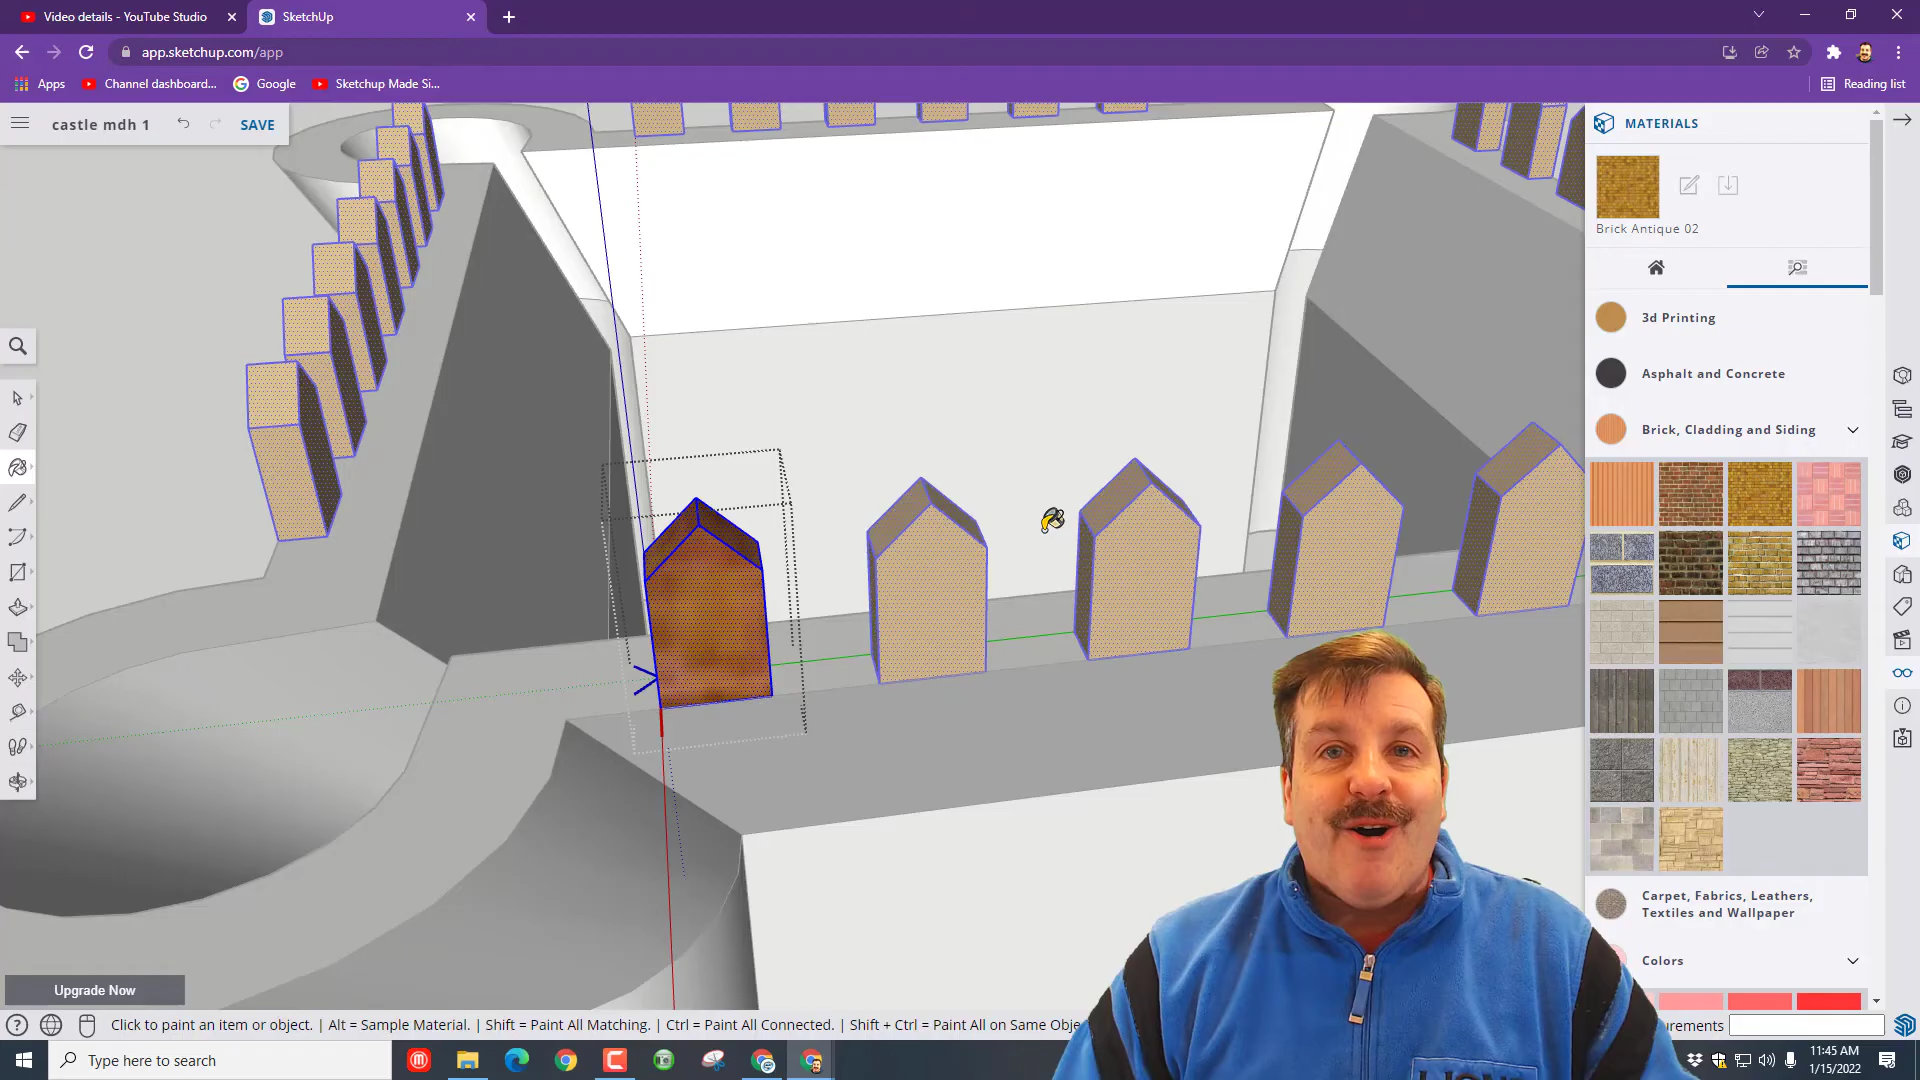 Video details - YouTube Studio
SketchUp
app.sketchup.com/app
Apps
Channel dashboard...
Google
Sketchup Made Si...
Reading list
castle mdh 1
SAVE
MATERIALS
Brick Antique 02
3d Printing
Asphalt and Concrete
Brick, Cladding and Siding
Carpet, Fabrics, Leathers,
Textiles and Wallpaper
Colors
Upgrade Now
Click to paint an item or object. | Alt = Sample Material. | Shift = Paint All Matching. | Ctrl = Paint All Connected. | Shift + Ctrl = Paint All on Same Obje
urements
Type here to search
11:45 AM
1/15/2022